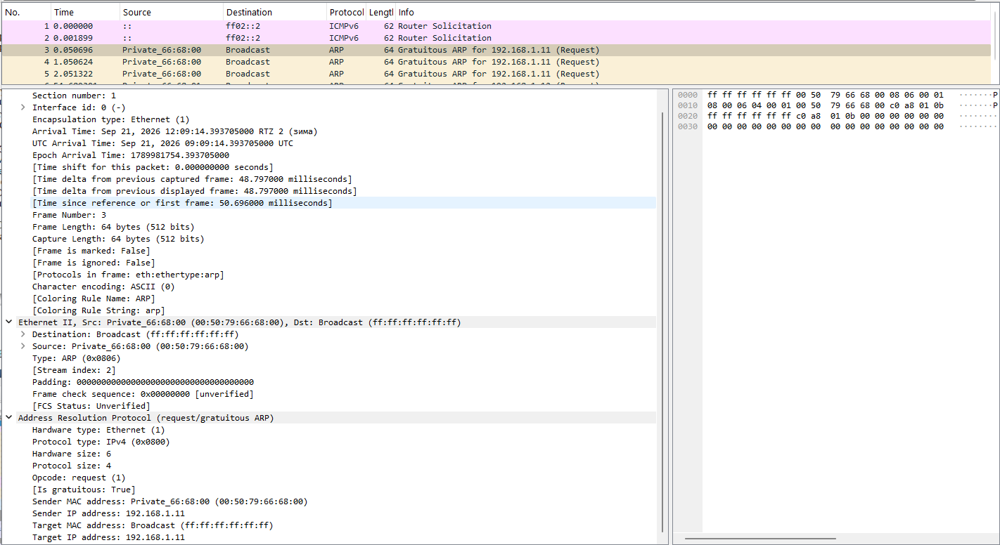 No. Time Source Destination Protocol Lengtl Info
1 0.000000 :: ff02::2 ICMPv6 62 Router Solicitation
2 0.001899 :: ff02::2 ICMPv6 62 Router Solicitation
3 0.050696 Private_66:68:00 Broadcast ARP 64 Gratuitous ARP for 192.168.1.11 (Request)
4 1.050624 Private_66:68:00 Broadcast ARP 64 Gratuitous ARP for 192.168.1.11 (Request)
5 2.051322 Private_66:68:00 Broadcast ARP 64 Gratuitous ARP for 192.168.1.11 (Request)
Section number: 1
Interface id: 0 (-)
Encapsulation type: Ethernet (1)
Arrival Time: Sep 21, 2026 12:09:14.393705000 RTZ 2 (зима)
UTC Arrival Time: Sep 21, 2026 09:09:14.393705000 UTC
Epoch Arrival Time: 1789981754.393705000
[Time shift for this packet: 0.000000000 seconds]
[Time delta from previous captured frame: 48.797000 milliseconds]
[Time delta from previous displayed frame: 48.797000 milliseconds]
[Time since reference or first frame: 50.696000 milliseconds]
Frame Number: 3
Frame Length: 64 bytes (512 bits)
Capture Length: 64 bytes (512 bits)
[Frame is marked: False]
[Frame is ignored: False]
[Protocols in frame: eth:ethertype:arp]
Character encoding: ASCII (0)
[Coloring Rule Name: ARP]
[Coloring Rule String: arp]
Ethernet II, Src: Private_66:68:00 (00:50:79:66:68:00), Dst: Broadcast (ff:ff:ff:ff:ff:ff)
Destination: Broadcast (ff:ff:ff:ff:ff:ff)
Source: Private_66:68:00 (00:50:79:66:68:00)
Type: ARP (0x0806)
[Stream index: 2]
Padding: 000000000000000000000000000000000000
Frame check sequence: 0x00000000 [unverified]
[FCS Status: Unverified]
Address Resolution Protocol (request/gratuitous ARP)
Hardware type: Ethernet (1)
Protocol type: IPv4 (0x0800)
Hardware size: 6
Protocol size: 4
Opcode: request (1)
[Is gratuitous: True]
Sender MAC address: Private_66:68:00 (00:50:79:66:68:00)
Sender IP address: 192.168.1.11
Target MAC address: Broadcast (ff:ff:ff:ff:ff:ff)
Target IP address: 192.168.1.11
0000 ff ff ff ff ff ff 00 50 79 66 68 00 08 06 00 01 ·······P
0010 08 00 06 04 00 01 00 50 79 66 68 00 c0 a8 01 0b ·······P
0020 ff ff ff ff ff ff c0 a8 01 0b 00 00 00 00 00 00 ········
0030 00 00 00 00 00 00 00 00 00 00 00 00 00 00 00 00 ········